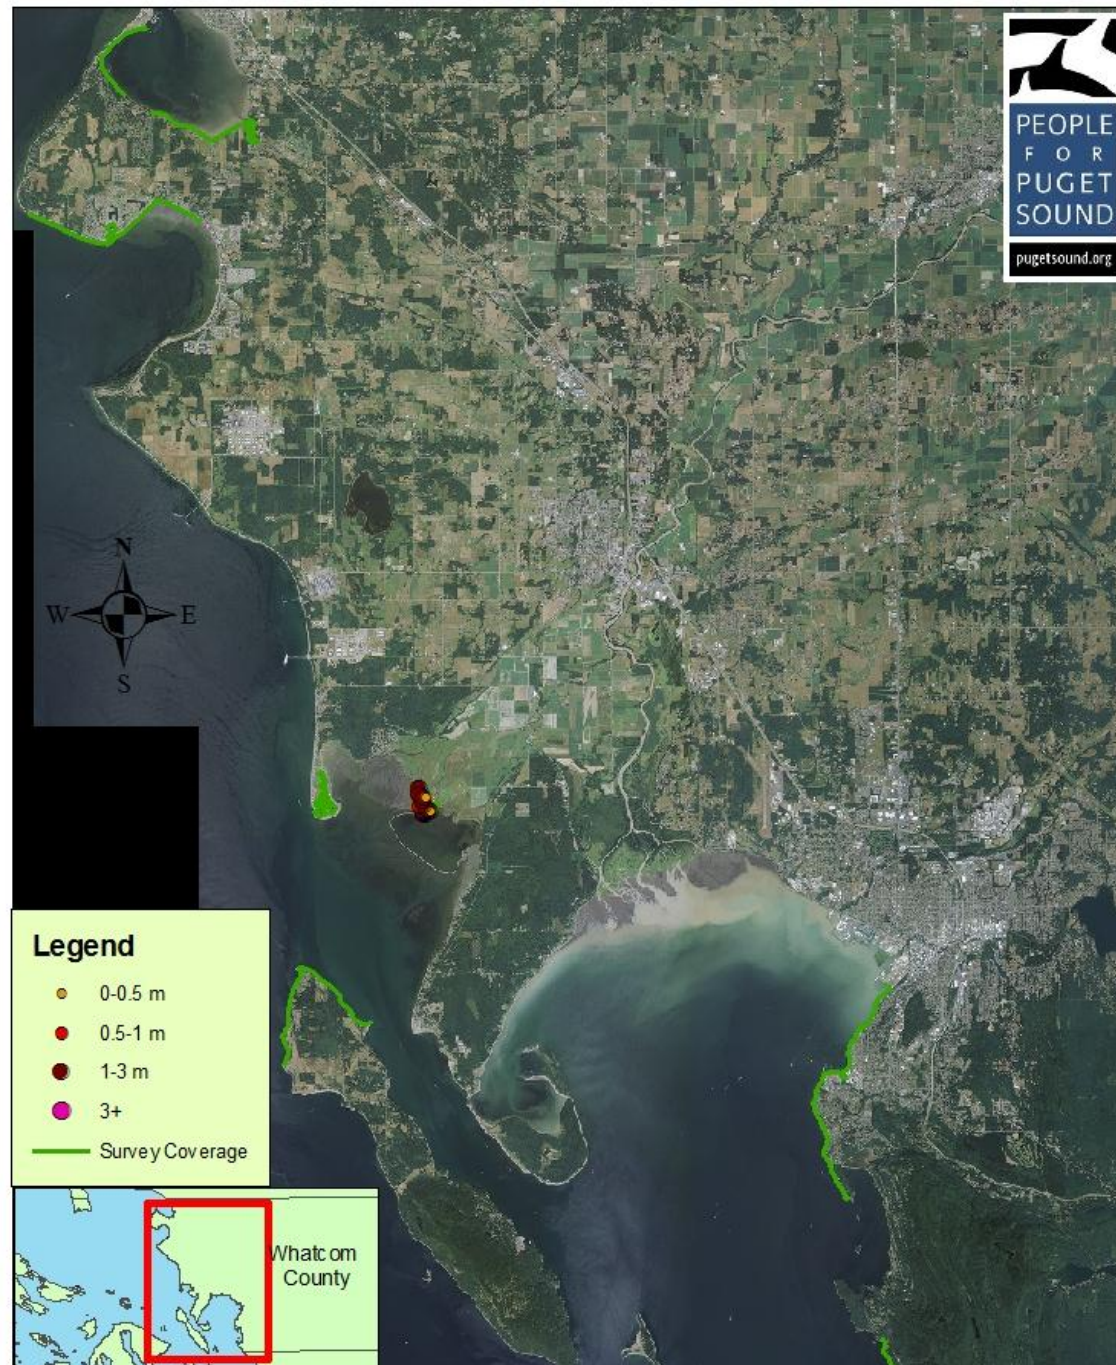 PEOPLE
FOR
PUGET
SOUND
pugetsound.org
N
W
E
S
Legend
0-0.5 m
0.5-1 m
1-3 m
3+
Survey Coverage
Whatcom
County